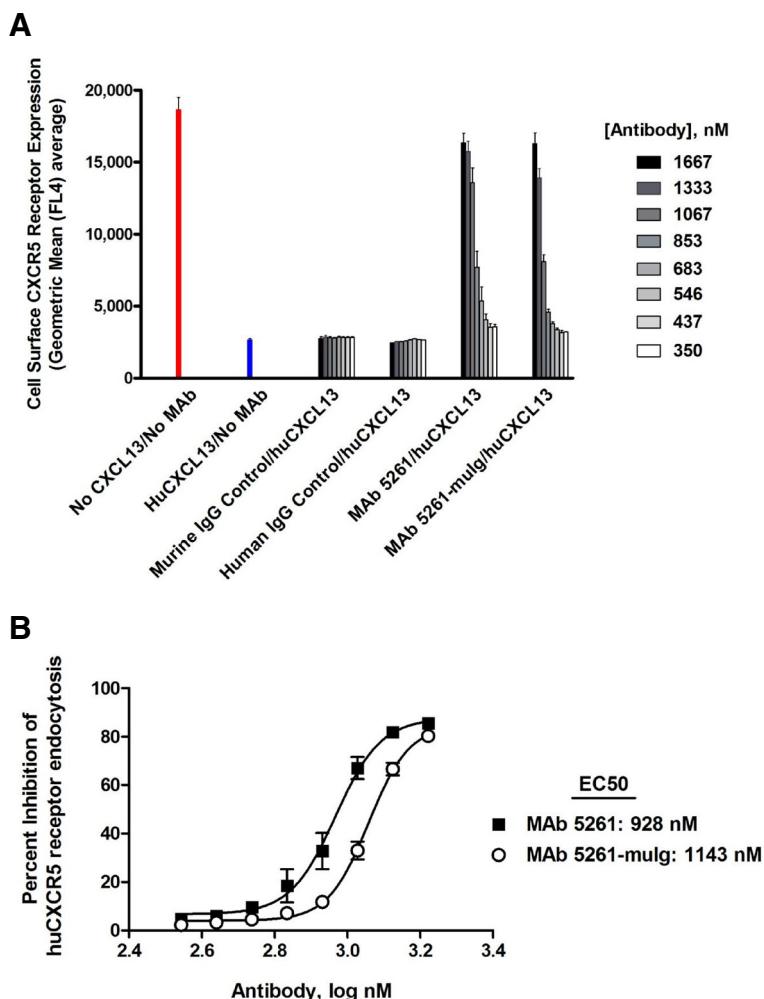 A
Cell Surface CXCR5 Receptor Expression
(Geometric Mean (FL4) average)
20,000
15,000
10,000
5,000
0
No CXCL13/No MAb
HuCXCL13/No MAb
Murine IgG Control/huCXCL13
Human IgG Control/huCXCL13
MAb 5261/huCXCL13
MAb 5261-muIg/huCXCL13
[Antibody], nM
1667
1333
1067
853
683
546
437
350
B
Percent Inhibition of
huCXCR5 receptor endocytosis
100
80
60
40
20
0
2.4 2.6 2.8 3.0 3.2 3.4
Antibody, log nM
EC50
MAb 5261: 928 nM
MAb 5261-muIg: 1143 nM